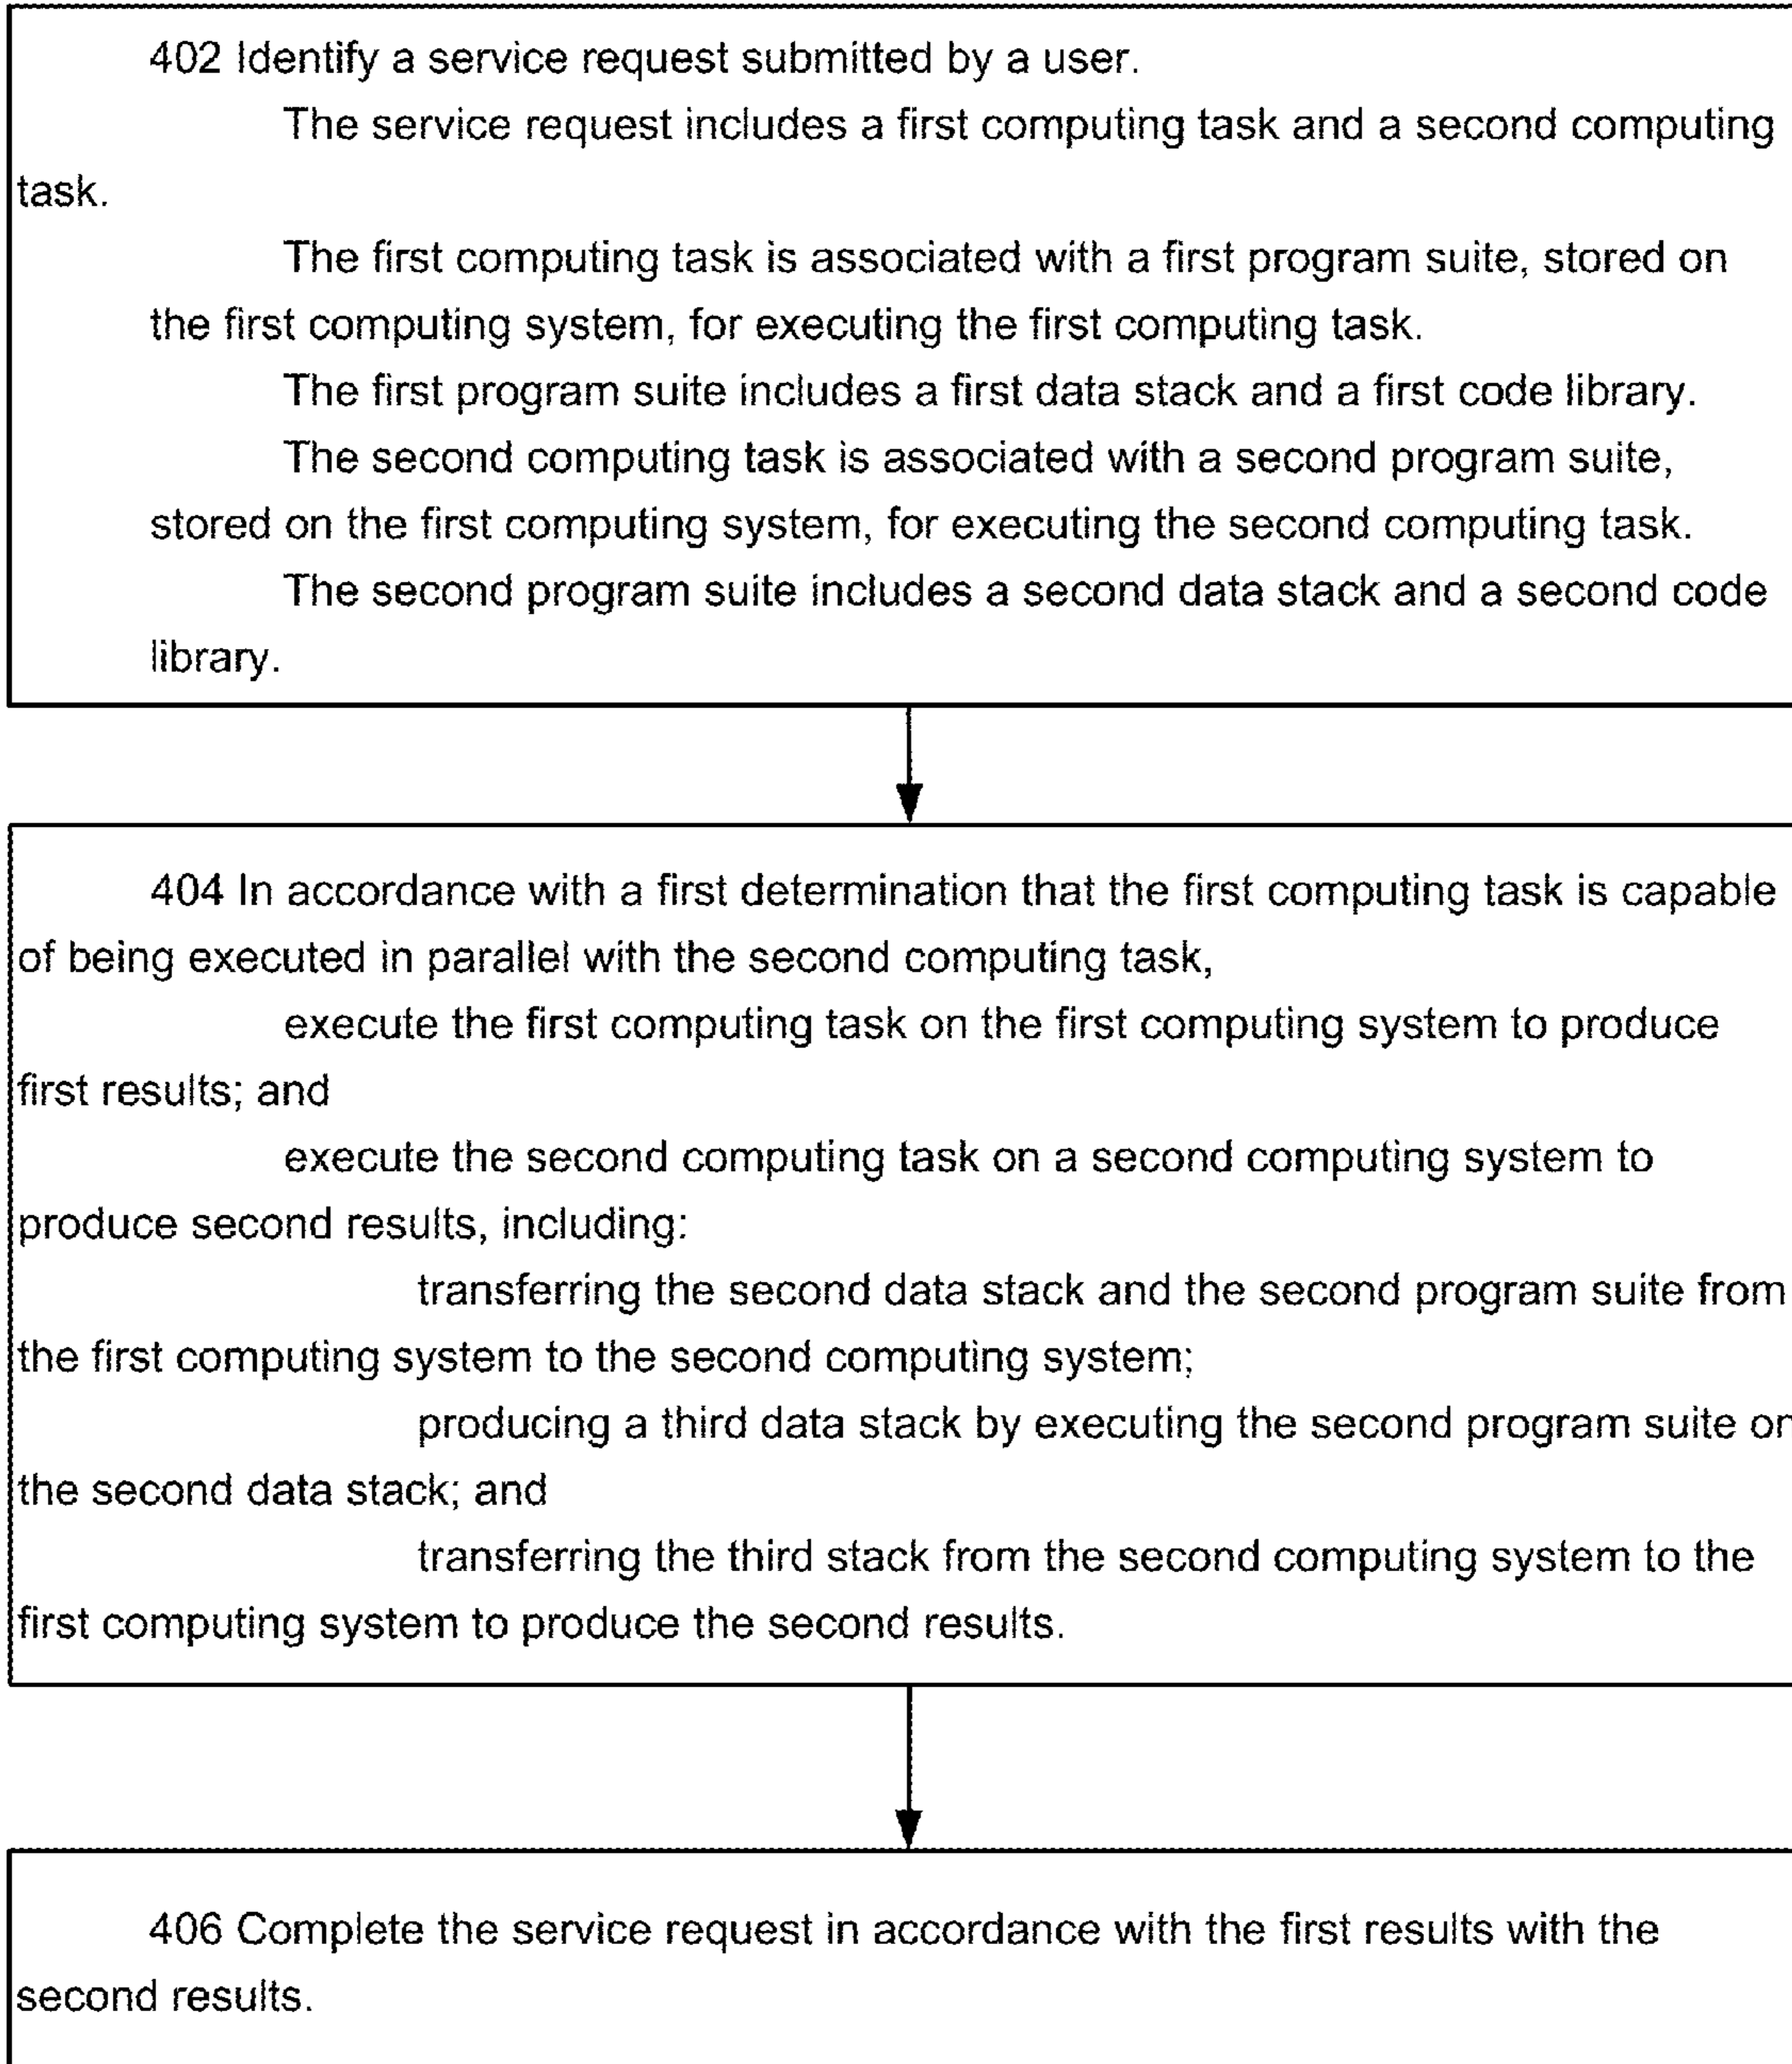 402 Identify a service request submitted by a user.
The service request includes a first computing task and a second computing
task.
The first computing task is associated with a first program suite, stored on
the first computing system, for executing the first computing task.
The first program suite includes a first data stack and a first code library.
The second computing task is associated with a second program suite,
stored on the first computing system, for executing the second computing task.
The second program suite includes a second data stack and a second code
library.
404 In accordance with a first determination that the first computing task is capable
of being executed in parallel with the second computing task,
execute the first computing task on the first computing system to produce
first results; and
execute the second computing task on a second computing system to
produce second results, including:
transferring the second data stack and the second program suite from
the first computing system to the second computing system;
producing a third data stack by executing the second program suite on
the second data stack; and
transferring the third stack from the second computing system to the
first computing system to produce the second results.
406 Complete the service request in accordance with the first results with the
second results.